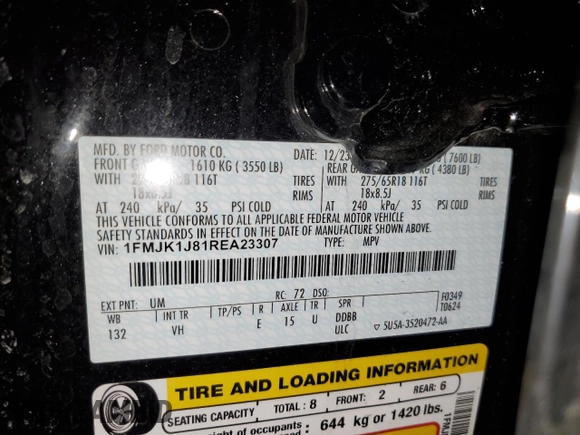 MFD. BY FORD MOTOR CO. DATE: 12/23 (7600 LB)
FRONT 1610 KG (3550 LB) REAR KG (4380 LB)
WITH 116T TIRES 275/65R18 116T TIRES
18x8.5J RIMS 18x8.5J RIMS
AT 240 kPa/ 35 PSI COLD AT 240 kPa/ 35 PSI COLD
THIS VEHICLE CONFORMS TO ALL APPLICABLE FEDERAL MOTOR VEHICLE
SAFETY STANDARDS IN EFFECT ON THE DATE OF MANUFACTURE SHOWN ABOVE.
VIN: 1FMJK1J81REA23307 TYPE: MPV
EXT PNT: UM RC: 72 DSO: F0349
WB INT TR TP/PS R AXLE TR SPR T0624
132 VH E 15 U DDBB
ULC 5U5A-3520472-AA
TIRE AND LOADING INFORMATION
SEATING CAPACITY TOTAL: 8 FRONT: 2 REAR: 6
weight of occupants 644 kg or 1420 lbs.